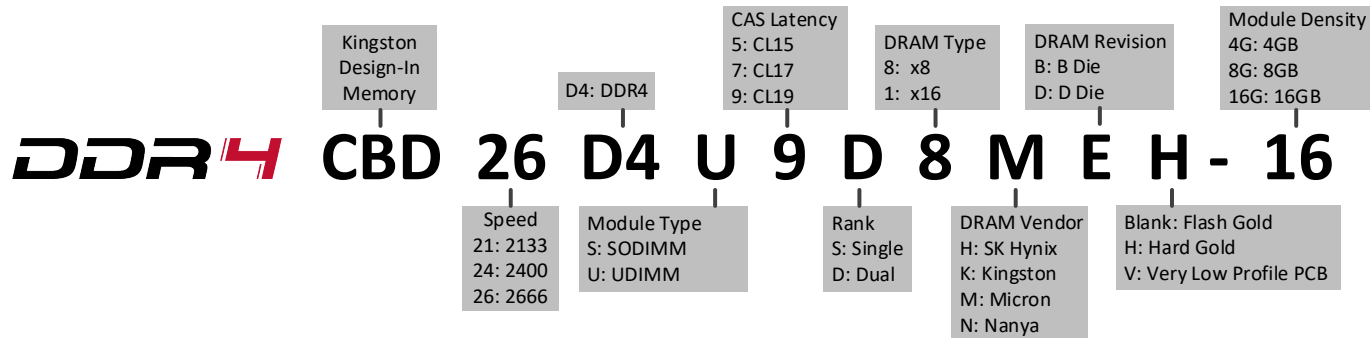 CAS Latency
5: CL15
7: CL17
9: CL19
Module Density
4G: 4GB
8G: 8GB
16G: 16GB
Kingston
Design-In
Memory
DRAM Type
8: x8
1: x16
DRAM Revision
B: B Die
D: D Die
D4: DDR4
DDR4 CBD 26 D4 U 9 D 8 M E H - 16
Speed
21: 2133
24: 2400
26: 2666
Module Type
S: SODIMM
U: UDIMM
Rank
S: Single
D: Dual
DRAM Vendor
H: SK Hynix
K: Kingston
M: Micron
N: Nanya
Blank: Flash Gold
H: Hard Gold
V: Very Low Profile PCB